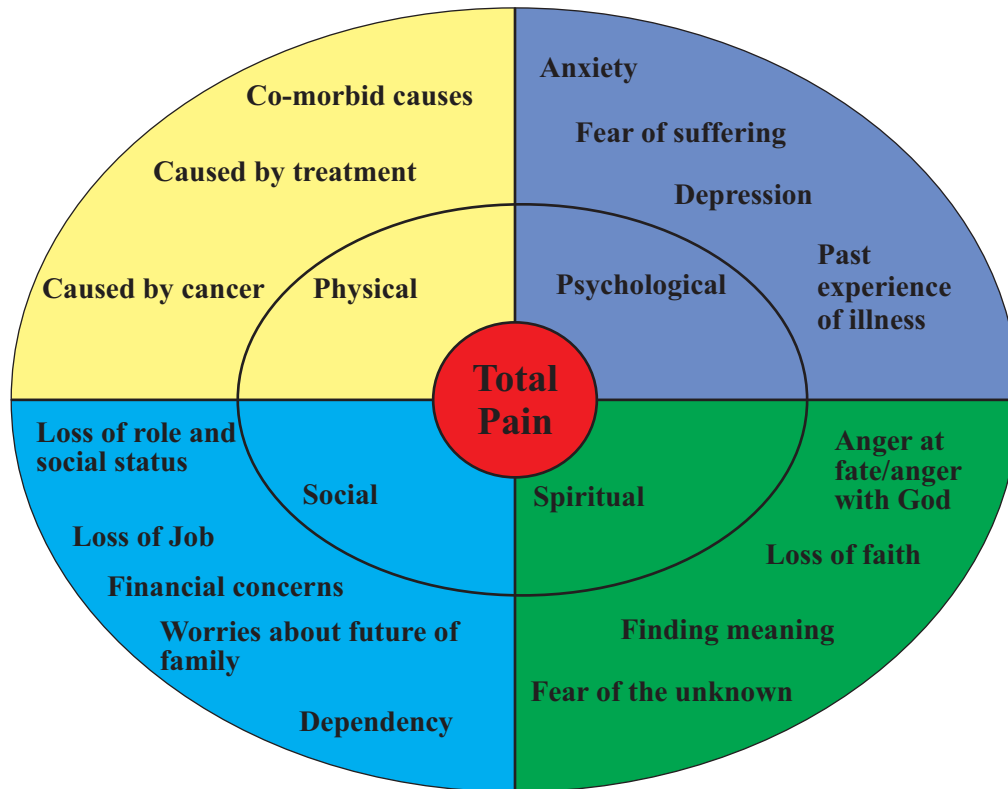 Co-morbid causes
Caused by treatment
Caused by cancer
Physical
Anxiety
Fear of suffering
Depression
Past
experience
of illness
Psychological
Total
Pain
Loss of role and
social status
Social
Loss of Job
Financial concerns
Worries about future of
family
Dependency
Spiritual
Anger at
fate/anger
with God
Loss of faith
Finding meaning
Fear of the unknown